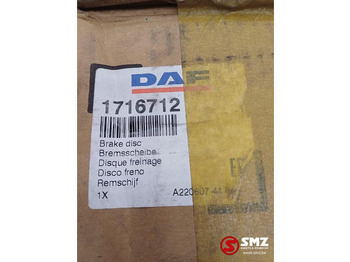 DAF
1716712
Brake disc
Bremsscheibe
Disque freinage
Disco freno
Remschijf
1X
SMZ